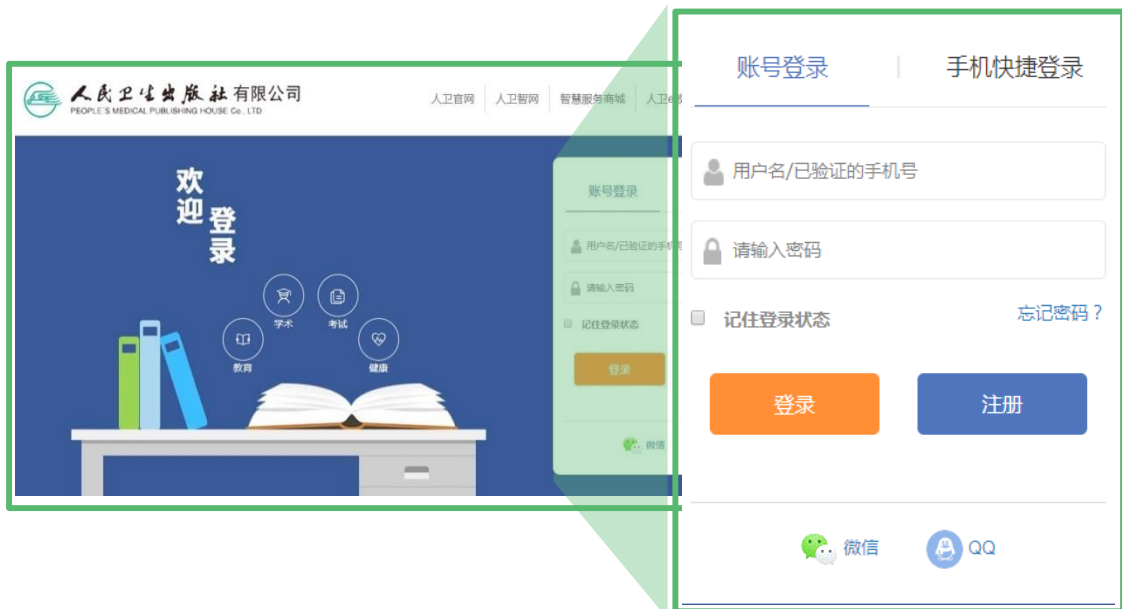 人民卫生出版社有限公司
PEOPLE'S MEDICAL PUBLISHING HOUSE Co., LTD
人卫官网
人卫智网
智慧服务商城
人卫e
欢迎
登录
学术
考试
教育
健康
账号登录
用户名/已验证的手机
请输入密码
记住登录状态
登录
微信
账号登录
手机快捷登录
用户名/已验证的手机号
请输入密码
记住登录状态
忘记密码？
登录
注册
微信
QQ